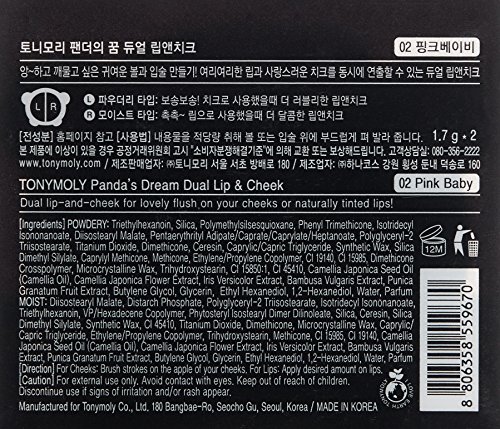 토니모리 팬더의 꿈 듀얼 립앤치크
02 핑크베이비
앙~하고 깨물고 싶은 귀여운 볼과 입술 만들기! 여리여리한 립과 사랑스러운 치크를 동시에 연출할 수 있는 듀얼 립앤치크
L R
L 파우더리 타입: 보송보송! 치크로 사용했을때 더 러블리한 립앤치크
R 모이스트 타입: 촉촉~ 립으로 사용했을때 더 달콤한 립앤치크
[전성분] 홈페이지 참고 [사용법] 내용물을 적당량 취해 볼 또는 입술 위에 부드럽게 펴 발라 줍니다.
1.7 g * 2
본 제품에 이상이 있을 경우 공정거래위원회 고시 "소비자분쟁해결기준"에 의해 교환 또는 보상해드립니다. 고객상담실: 080-356-2222
www.tonymoly.com / 제조판매업자: ㈜토니모리 서울 서초 방배로 180 / 제조업자: ㈜하나코스 강원 횡성 둔내 덕숭로 160
TONYMOLY Panda's Dream Dual Lip & Cheek
02 Pink Baby
Dual lip-and-cheek for lovely flush on your cheeks or naturally tinted lips!
[Ingredients] POWDERY: Triethylhexanoin, Silica, Polymethylsilsesquioxane, Phenyl Trimethicone, Isotridecyl
Isononanoate, Diisostearyl Malate, Pentaerythrityl Adipate/Caprate/Caprylate/Heptanoate, Polyglyceryl-2
Triisostearate, Titanium Dioxide, Dimethicone, Ceresin, Caprylic/Capric Triglyceride, Synthetic Wax, Silica
Dimethyl Silylate, Caprylyl Methicone, Methicone, Ethylene/Propylene Copolymer, CI 19140, CI 15985, Dimethicone
Crosspolymer, Microcrystalline Wax, Trihydroxystearin, CI 15850:1, CI 45410, Camellia Japonica Seed Oil
(Camellia Oil), Camellia Japonica Flower Extract, Iris Versicolor Extract, Bambusa Vulgaris Extract, Punica
Granatum Fruit Extract, Butylene Glycol, Glycerin, Ethyl Hexanediol, 1,2-Hexanediol, Water, Parfum
MOIST: Diisostearyl Malate, Distarch Phosphate, Polyglyceryl-2 Triisostearate, Isotridecyl Isononanoate,
Triethylhexanoin, VP/Hexadecene Copolymer, Phytosteryl Isostearyl Dimer Dilinoleate, Silica, Ceresin, Silica
Dimethyl Silylate, Synthetic Wax, CI 45410, Titanium Dioxide, Dimethicone, Microcrystalline Wax, Caprylic/
Capric Triglyceride, Ethylene/Propylene Copolymer, Trihydroxystearin, CI 19140, CI 15985, Camellia
Japonica Seed Oil (Camellia Oil), Camellia Japonica Flower Extract, Iris Versicolor Extract, Bambusa Vulgaris
Extract, Punica Granatum Fruit Extract, Butylene Glycol, Glycerin, Ethyl Hexanediol, 1,2-Hexanediol, Water, Parfum
[Direction] For Cheeks: Brush strokes on the apple of your cheeks. For Lips: Apply desired amount on lips.
[Caution] For external use only. Avoid contact with eyes. Keep out of reach of children.
Discontinue use if signs of irritation and/or rash appear.
Manufactured for Tonymoly Co., Ltd. 180 Bangbae-Ro, Seocho Gu, Seoul, Korea / MADE IN KOREA
12M
8 806358 559670